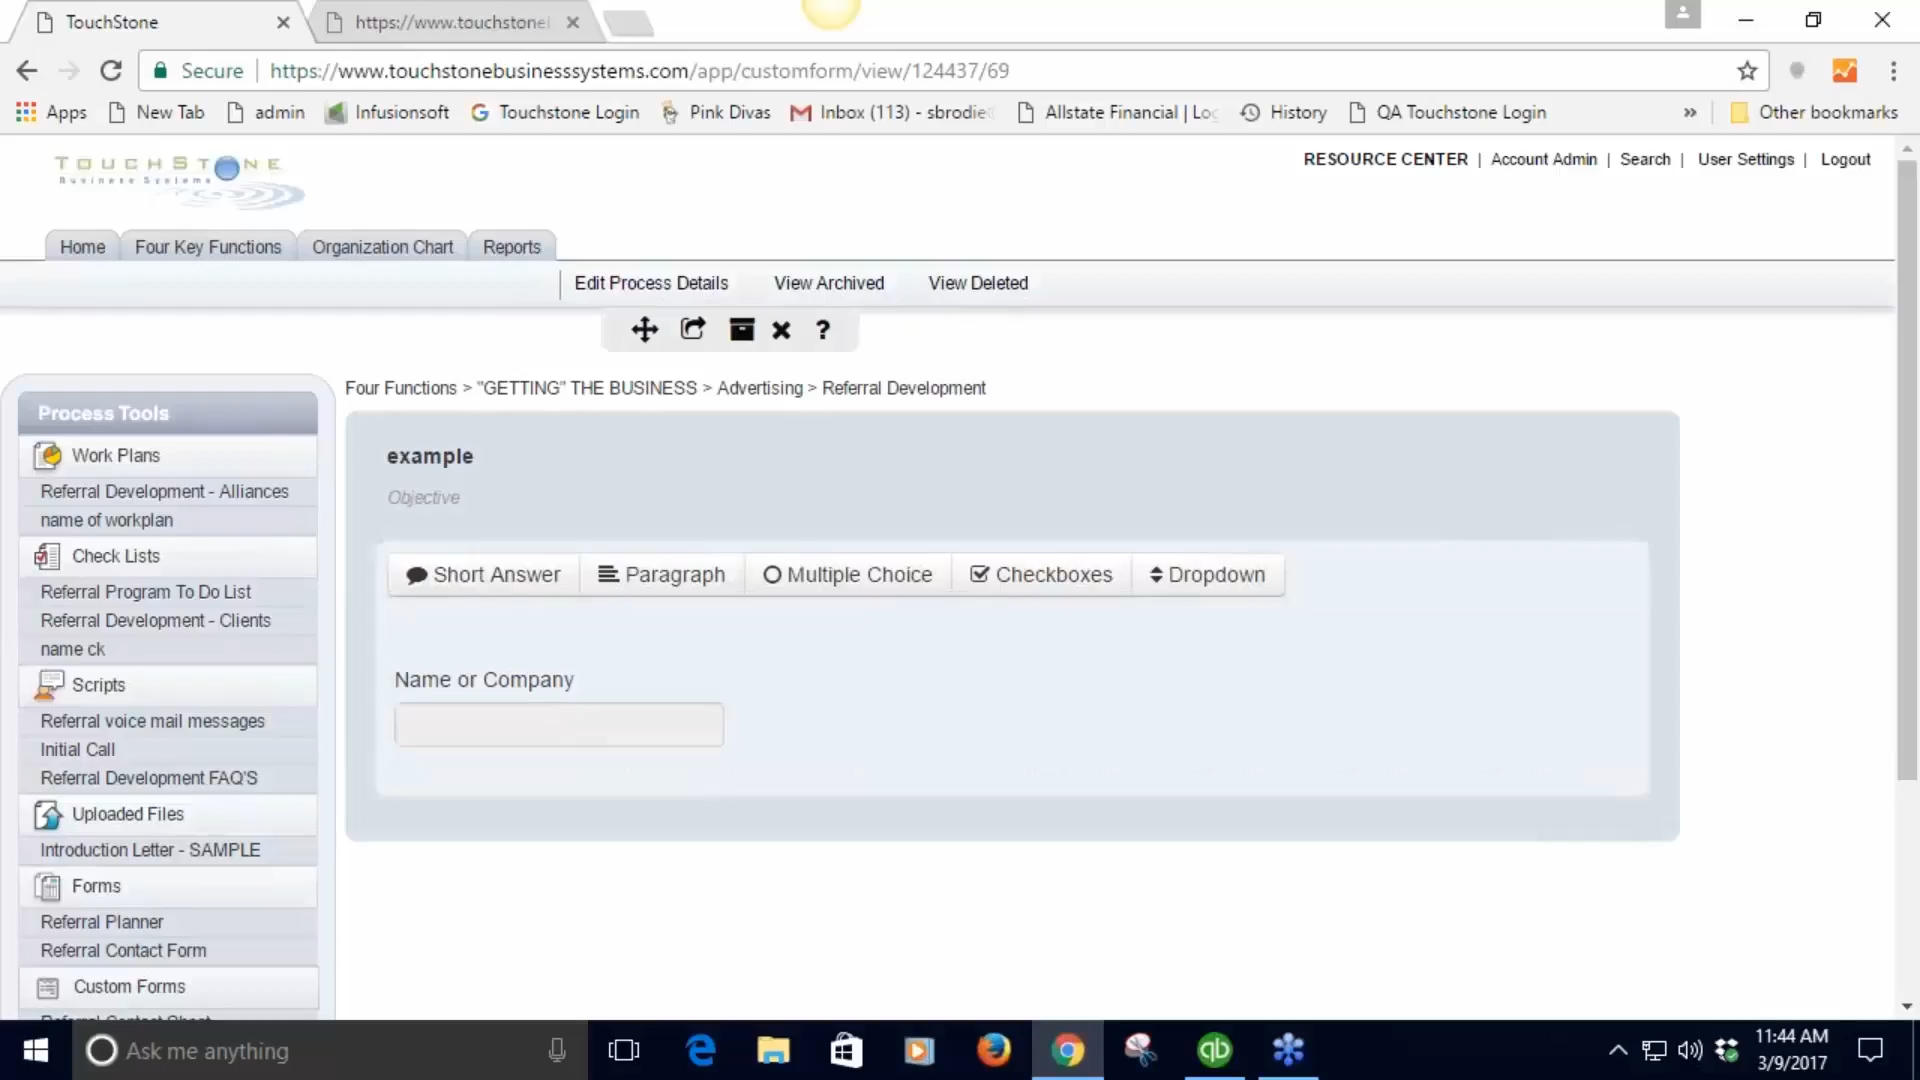 TouchStone
https://www.touchstonel
Secure
https://www.touchstonebusinesssystems.com/app/customform/view/124437/69
Apps
New Tab
admin
Infusionsoft
Touchstone Login
Pink Divas
Inbox (113) - sbrodie
Allstate Financial | Log
History
QA Touchstone Login
»
Other bookmarks
TOUCHSTONE
Business Systems
RESOURCE CENTER | Account Admin | Search | User Settings | Logout
Home
Four Key Functions
Organization Chart
Reports
Edit Process Details
View Archived
View Deleted
?
Four Functions > "GETTING" THE BUSINESS > Advertising > Referral Development
Process Tools
Work Plans
Referral Development - Alliances
name of workplan
Check Lists
Referral Program To Do List
Referral Development - Clients
name ck
Scripts
Referral voice mail messages
Initial Call
Referral Development FAQ'S
Uploaded Files
Introduction Letter - SAMPLE
Forms
Referral Planner
Referral Contact Form
Custom Forms
example
Objective
Short Answer
Paragraph
Multiple Choice
Checkboxes
Dropdown
Name or Company
Ask me anything
qb
11:44 AM
3/9/2017